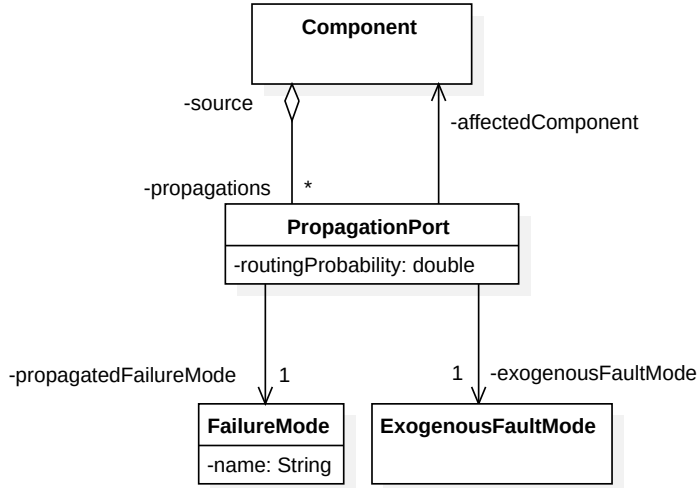 Component
-source
-affectedComponent
-propagations *
PropagationPort
-routingProbability: double
-propagatedFailureMode 1
1 -exogenousFaultMode
FailureMode
-name: String
ExogenousFaultMode